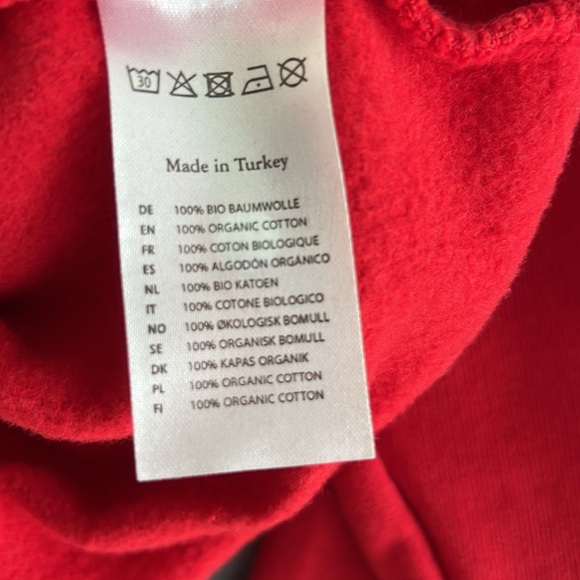 30
Made in Turkey
DE 100% BIO BAUMWOLLE
EN 100% ORGANIC COTTON
FR 100% COTON BIOLOGIQUE
ES 100% ALGODÓN ORGÁNICO
NL 100% BIO KATOEN
IT 100% COTONE BIOLOGICO
NO 100% ØKOLOGISK BOMULL
SE 100% ORGANISK BOMULL
DK 100% KAPAS ORGANIK
PL 100% ORGANIC COTTON
FI 100% ORGANIC COTTON